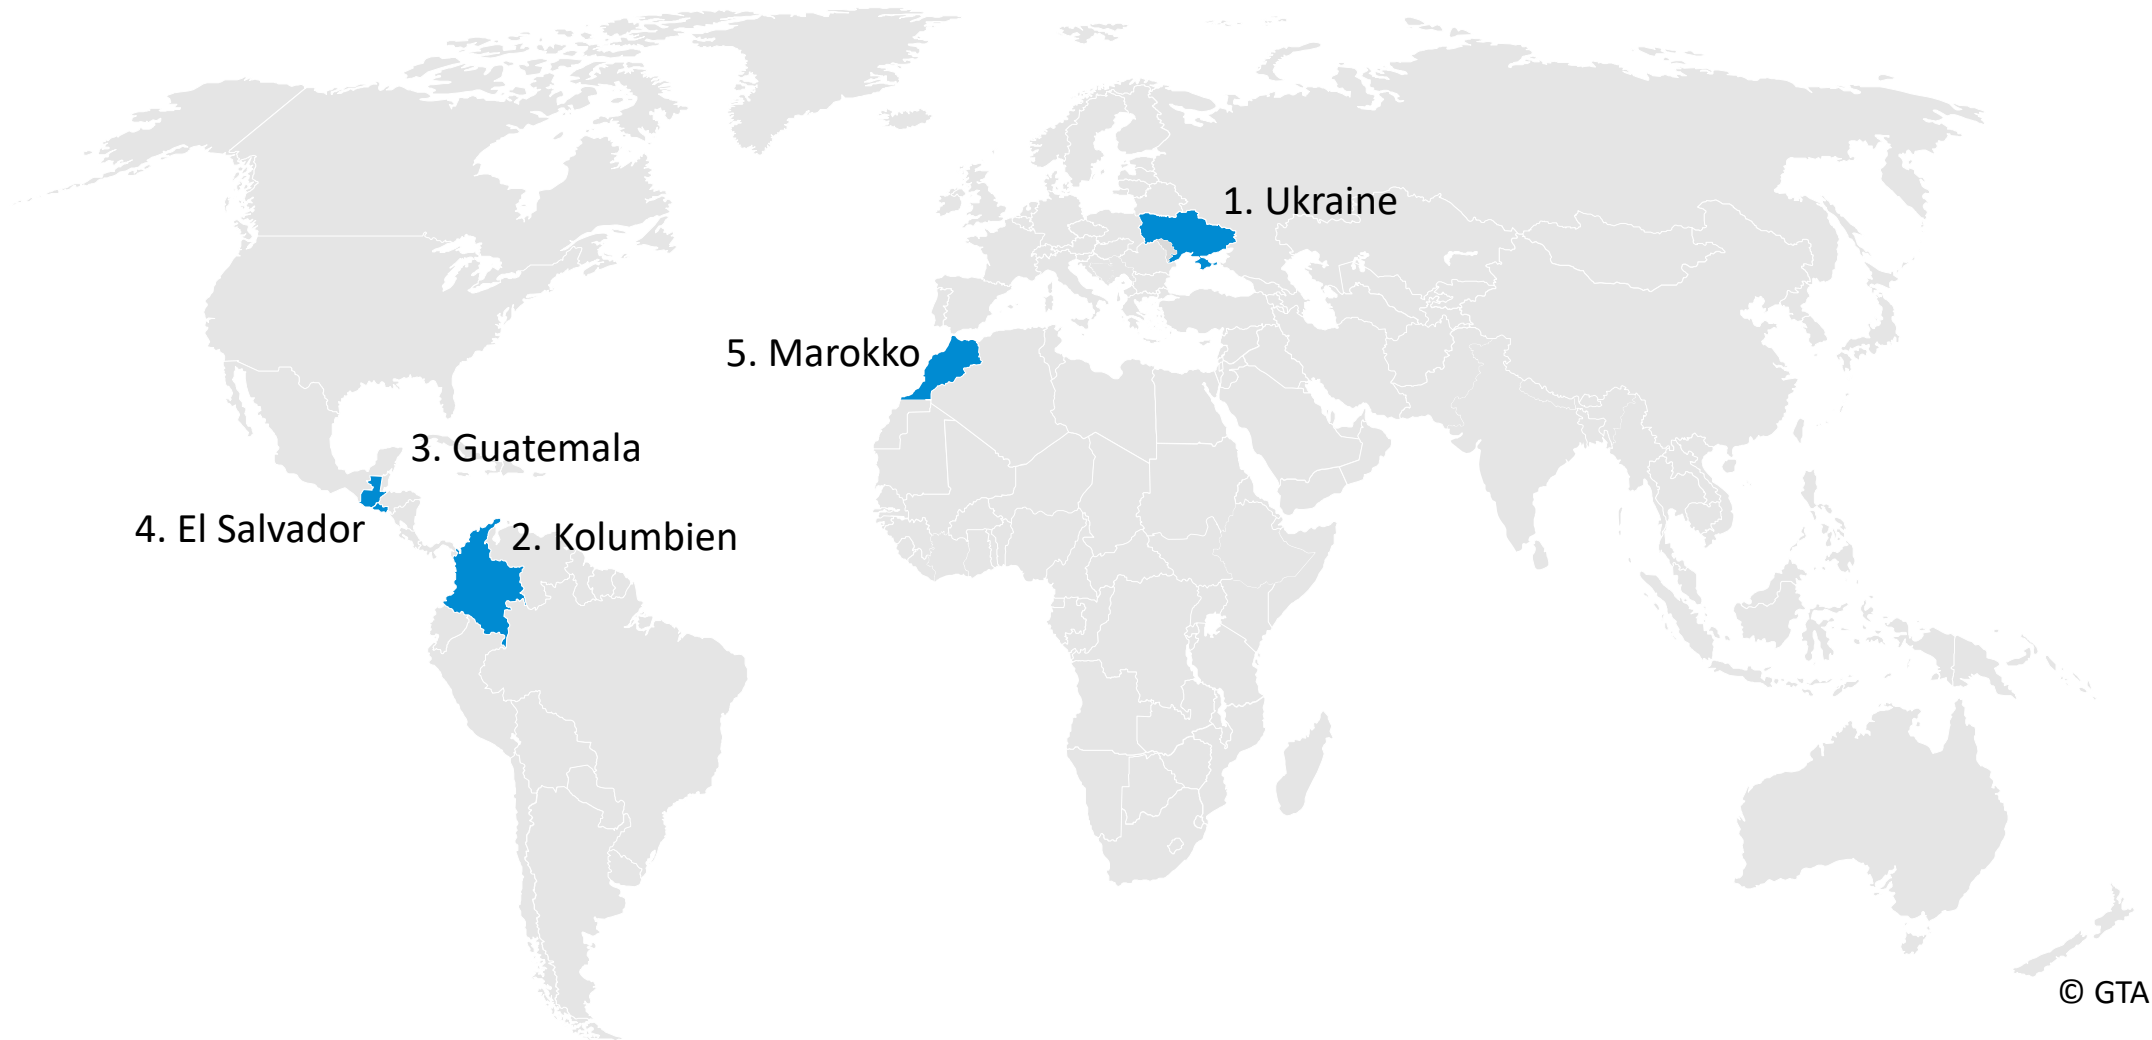 1. Ukraine
5. Marokko
3. Guatemala
4. El Salvador
2. Kolumbien
© GTA